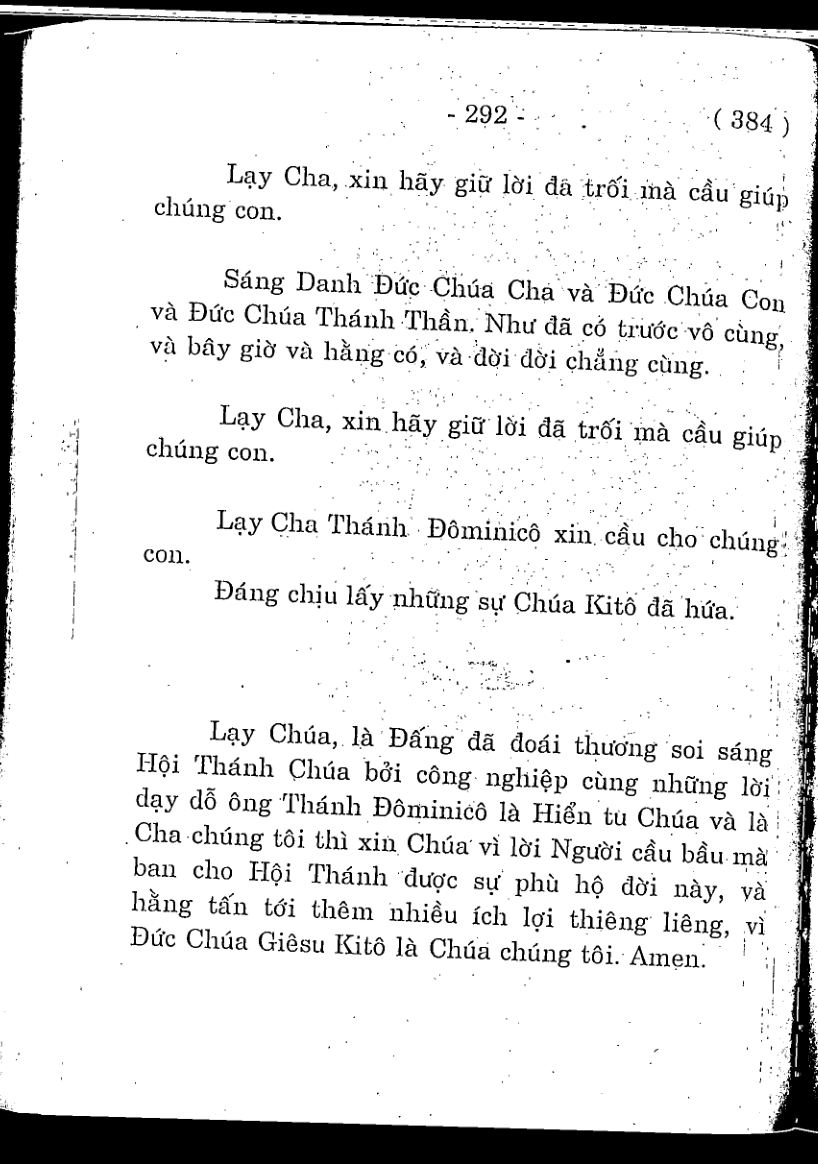 - 292 -
( 384 )
Lạy Cha, xin hãy giữ lời đã trối mà cầu giúp
chúng con.
Sáng Danh Đức Chúa Cha và Đức Chúa Con
và Đức Chúa Thánh Thần. Như đã có trước vô cùng,
và bây giờ và hằng có, và đời đời chẳng cùng.
Lạy Cha, xin hãy giữ lời đã trối mà cầu giúp
chúng con.
Lạy Cha Thánh Đôminicô xin cầu cho chúng
con.
Đáng chịu lấy những sự Chúa Kitô đã hứa.
Lạy Chúa, là Đấng đã đoái thương soi sáng
Hội Thánh Chúa bởi công nghiệp cùng những lời
dạy dỗ ông Thánh Đôminicô là Hiển tu Chúa và là
Cha chúng tôi thì xin Chúa vì lời Người cầu bầu mà
ban cho Hội Thánh được sự phù hộ đời này, và
hằng tấn tới thêm nhiều ích lợi thiêng liêng, vì
Đức Chúa Giêsu Kitô là Chúa chúng tôi. Amen.